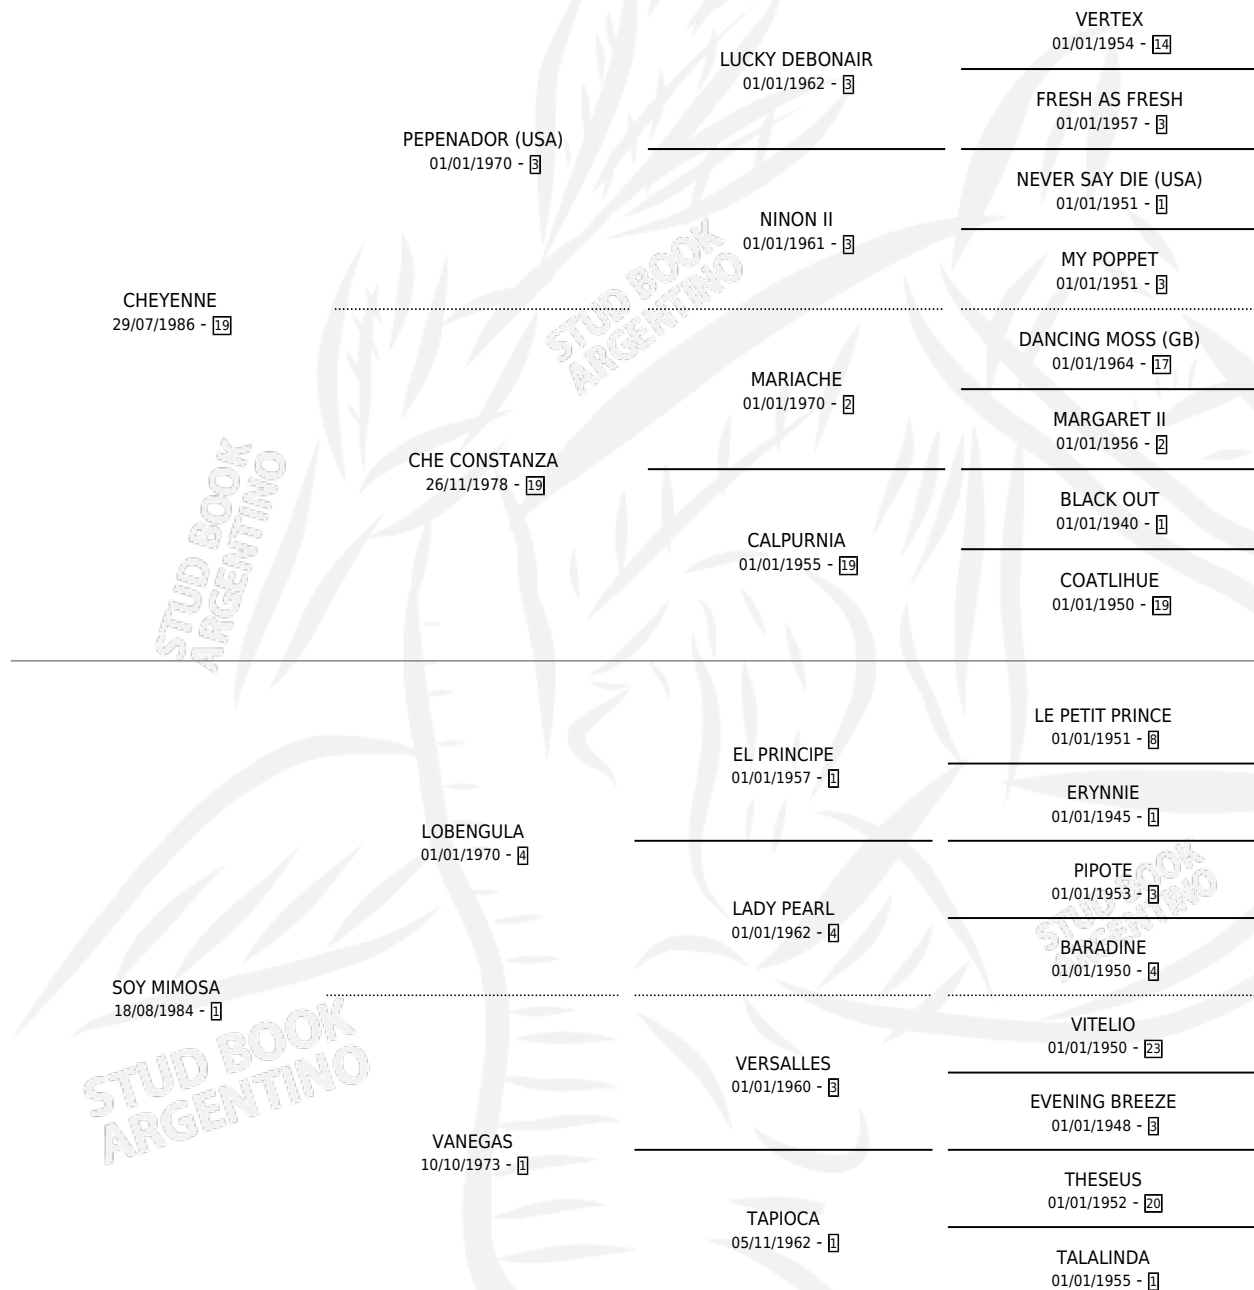 VERTEX
01/01/1954 - 14
LUCKY DEBONAIR
01/01/1962 - 3
FRESH AS FRESH
01/01/1957 - 3
PEPENADOR (USA)
01/01/1970 - 3
NEVER SAY DIE (USA)
01/01/1951 - 1
NINON II
01/01/1961 - 3
MY POPPET
01/01/1951 - 3
CHEYENNE
29/07/1986 - 19
DANCING MOSS (GB)
01/01/1964 - 17
MARIACHE
01/01/1970 - 2
MARGARET II
01/01/1956 - 2
CHE CONSTANZA
26/11/1978 - 19
BLACK OUT
01/01/1940 - 1
CALPURNIA
01/01/1955 - 19
COATLIHUE
01/01/1950 - 19
LE PETIT PRINCE
01/01/1951 - 8
EL PRINCIPE
01/01/1957 - 1
ERYNNIE
01/01/1945 - 1
LOBENGULA
01/01/1970 - 4
PIPOTE
01/01/1953 - 3
LADY PEARL
01/01/1962 - 4
BARADINE
01/01/1950 - 4
SOY MIMOSA
18/08/1984 - 1
VITELIO
01/01/1950 - 23
VERSALLES
01/01/1960 - 3
EVENING BREEZE
01/01/1948 - 3
VANEGAS
10/10/1973 - 1
THESEUS
01/01/1952 - 20
TAPIOCA
05/11/1962 - 1
TALALINDA
01/01/1955 - 1
STUD BOOK
ARGENTINO
STUD BOOK
ARGENTINO
STUD BOOK
ARGENTINO
STUD BOOK
ARGENTINO